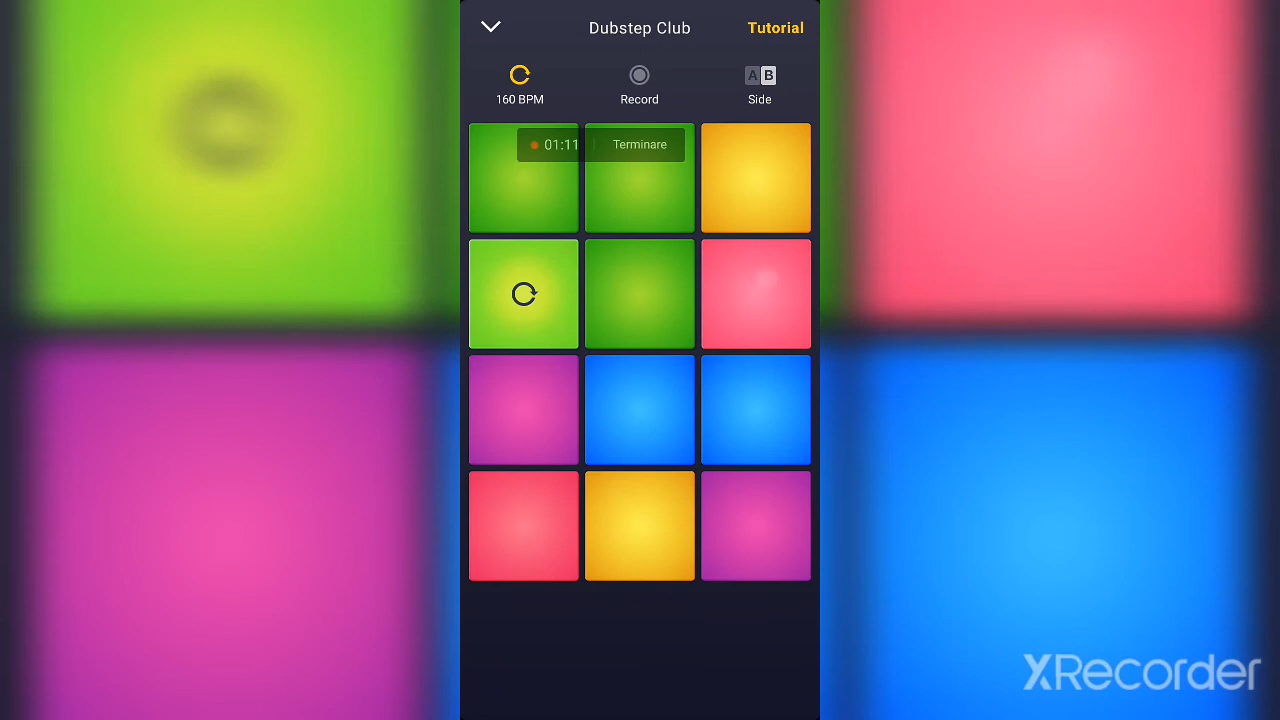 Dubstep Club
Tutorial
160 BPM
Record
A B
Side
01:11
Terminare
XRecorder